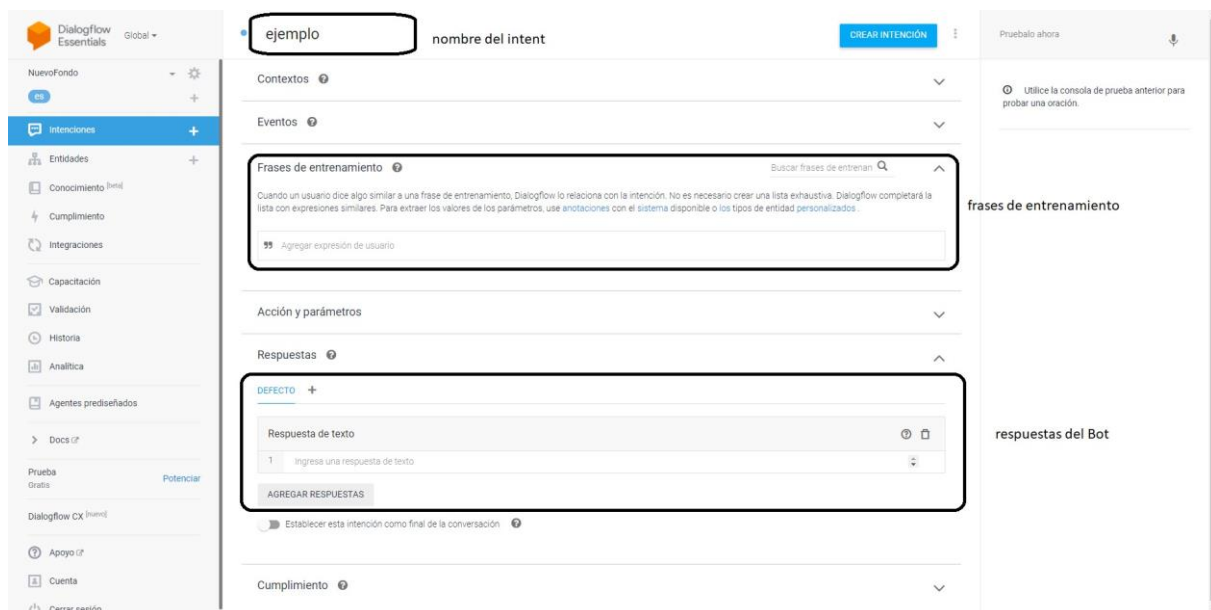 Dialogflow
Essentials
Global
NuevoFondo
es
Intenciones
Entidades
Conocimiento [beta]
Cumplimiento
Integraciones
Capacitación
Validación
Historia
Analítica
Agentes prediseñados
Docs
Prueba
Gratis
Potenciar
Dialogflow CX [nuevo]
Apoyo
Cuenta
Cerrar sesión
ejemplo
nombre del intent
CREAR INTENCIÓN
Contextos
Eventos
Frases de entrenamiento
Buscar frases de entrenan
Cuando un usuario dice algo similar a una frase de entrenamiento, Dialogflow lo relaciona con la intención. No es necesario crear una lista exhaustiva. Dialogflow completará la
lista con expresiones similares. Para extraer los valores de los parámetros, use anotaciones con el sistema disponible o los tipos de entidad personalizados .
Agregar expresión de usuario
frases de entrenamiento
Acción y parámetros
Respuestas
DEFECTO +
Respuesta de texto
1 Ingresa una respuesta de texto
AGREGAR RESPUESTAS
respuestas del Bot
Establecer esta intención como final de la conversación
Cumplimiento
Pruebalo ahora
Utilice la consola de prueba anterior para
probar una oración.